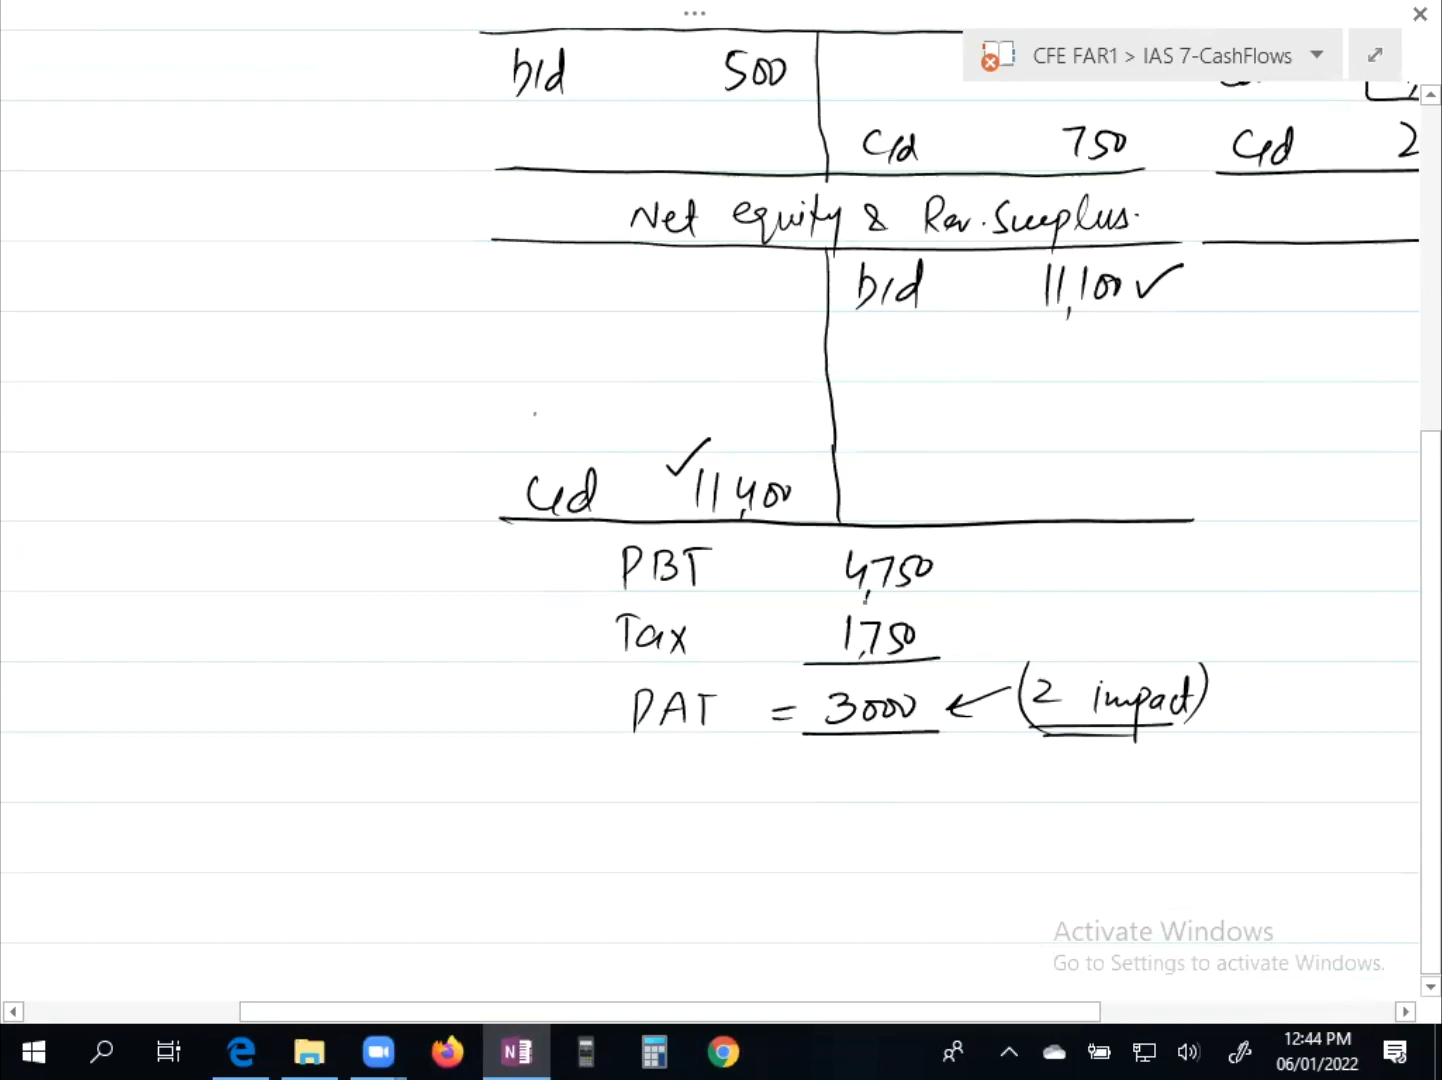 CFE FAR1 > IAS 7-CashFlows
b/d 500
c/d 750 c/d 2
Net equity & Rev. Surplus.
b/d 11,100 ✓
c/d ✓ 11,400
PBT 4,750
Tax 1,750
PAT = 3000 ← (2 impact)
Activate Windows
Go to Settings to activate Windows.
12:44 PM
06/01/2022